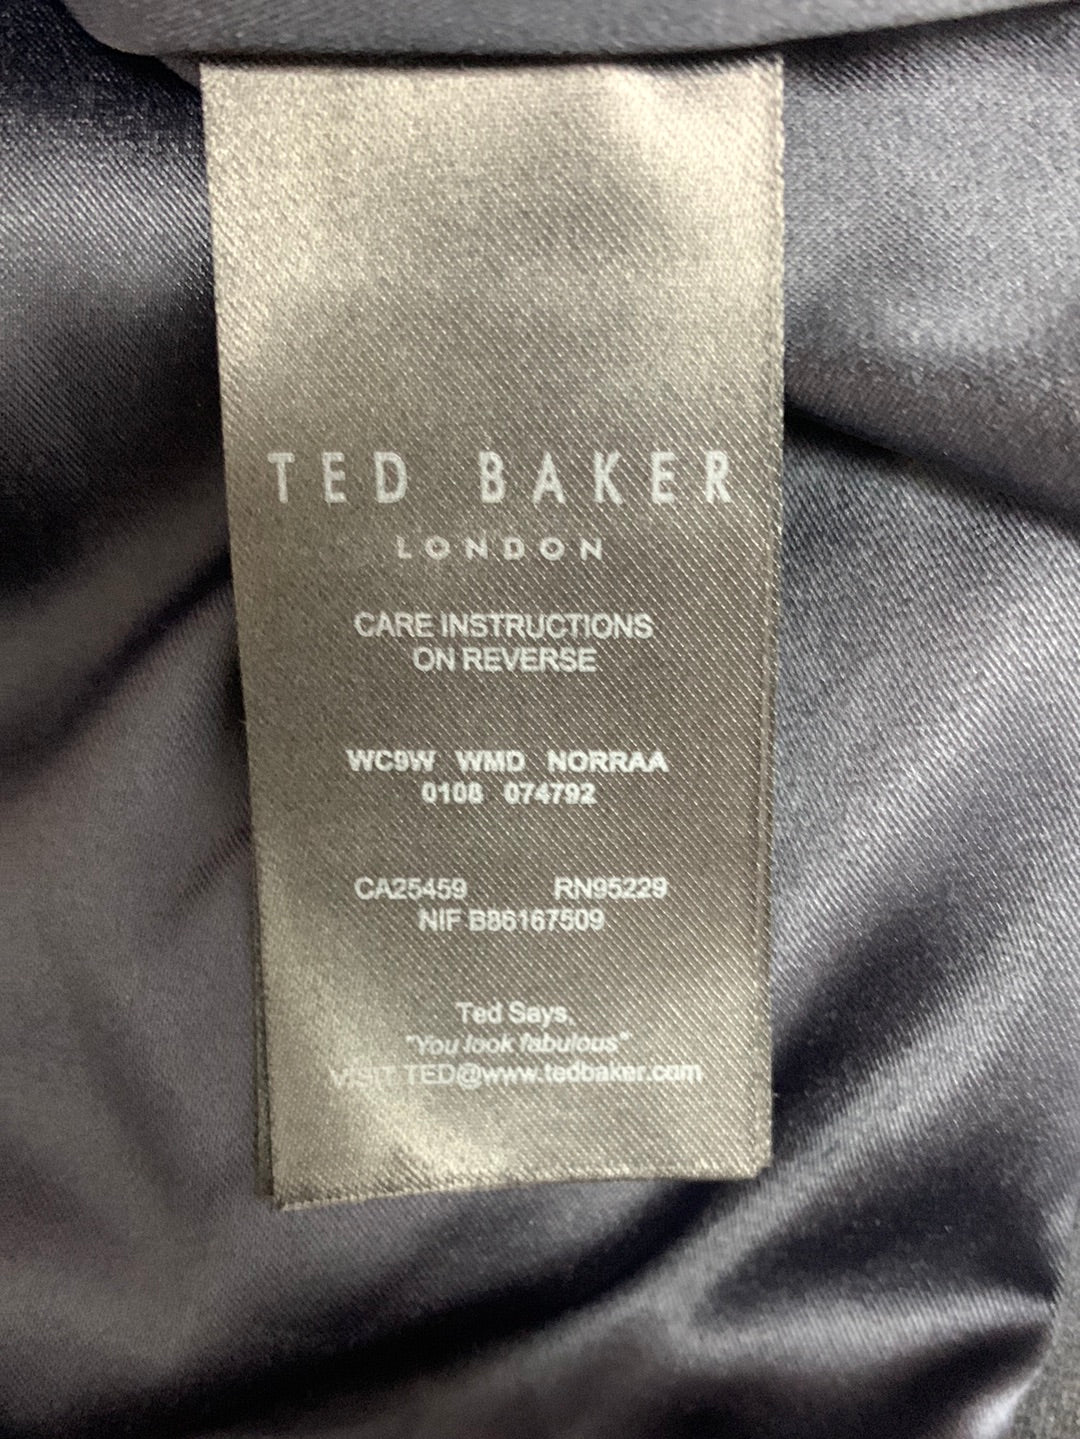 TED BAKER
LONDON
CARE INSTRUCTIONS
ON REVERSE
WC9W WMD NORRAA
0108 074792
CA25459 RN95229
NIF B86167509
Ted Says,
"You look fabulous"
VISIT TED@www.tedbaker.com